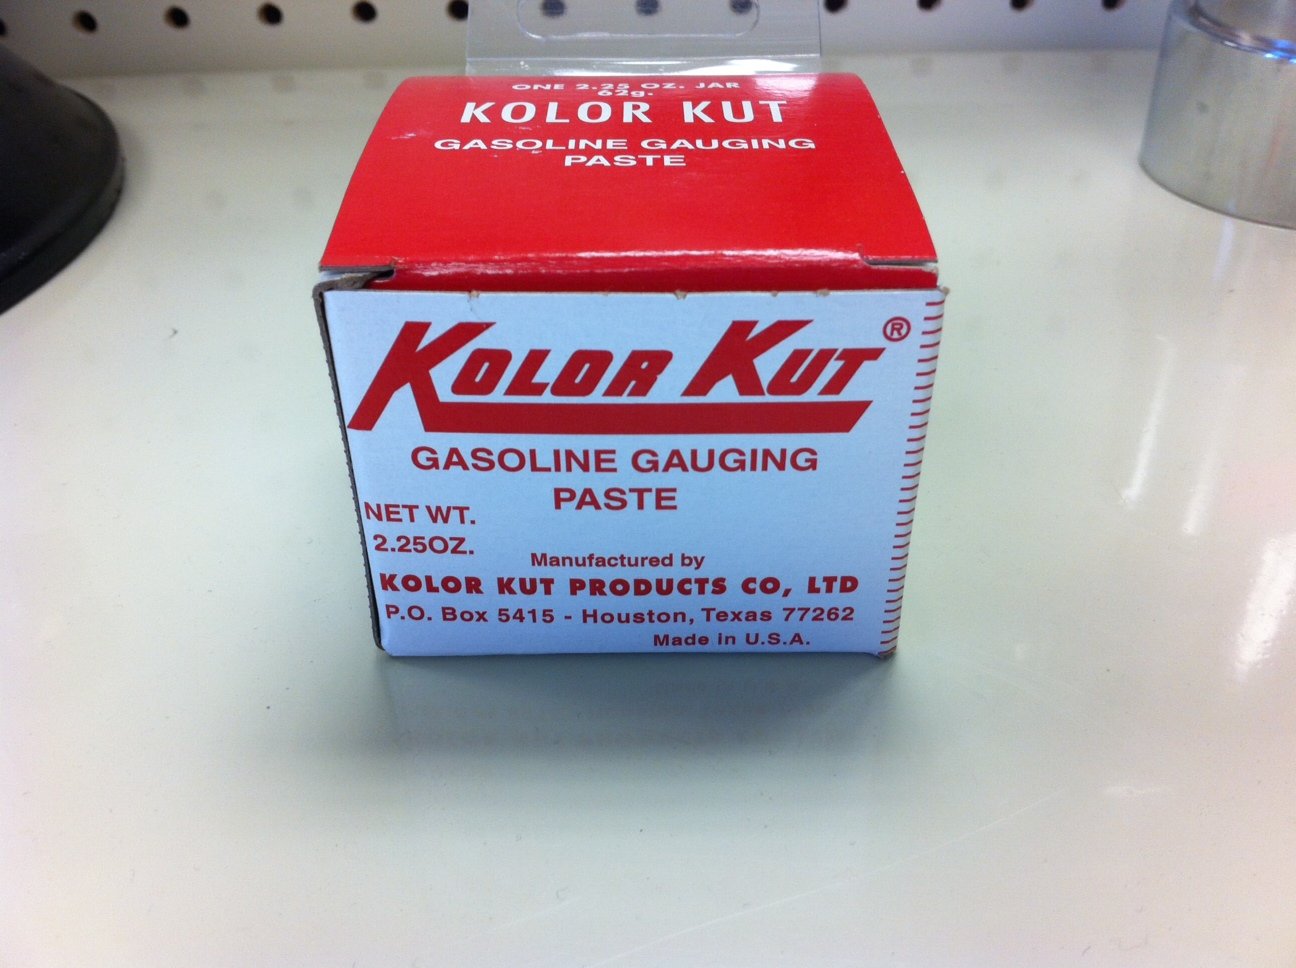 ONE 2.25 OZ. JAR
62g.
KOLOR KUT
GASOLINE GAUGING
PASTE
KOLOR KUT®
GASOLINE GAUGING
PASTE
NET WT.
2.25OZ.
Manufactured by
KOLOR KUT PRODUCTS CO, LTD
P.O. Box 5415 - Houston, Texas 77262
Made in U.S.A.